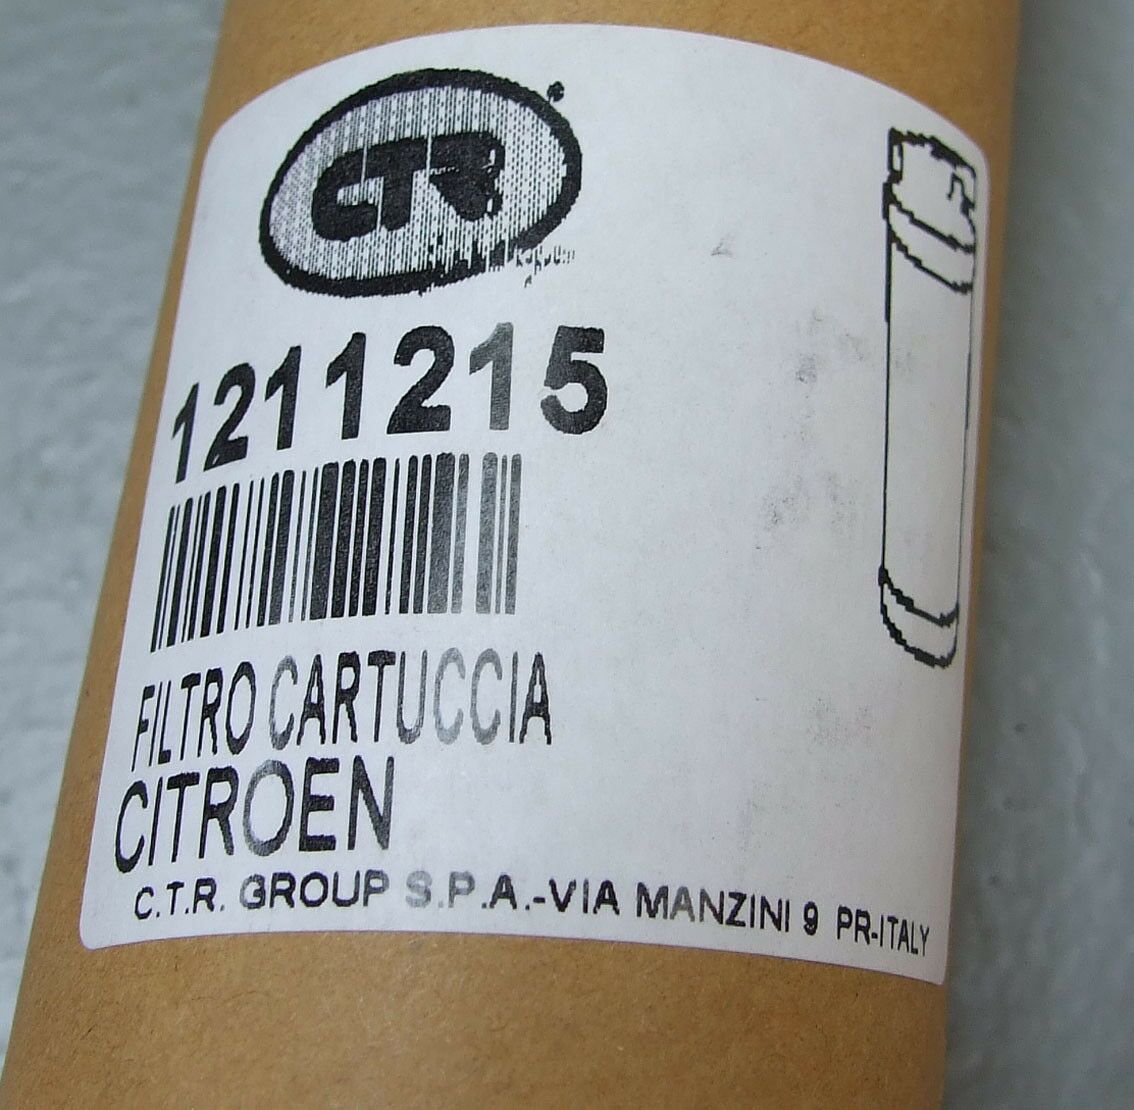 CTR
1211215
FILTRO CARTUCCIA
CITROEN
C.T.R. GROUP S.P.A.-VIA MANZINI 9 PR-ITALY